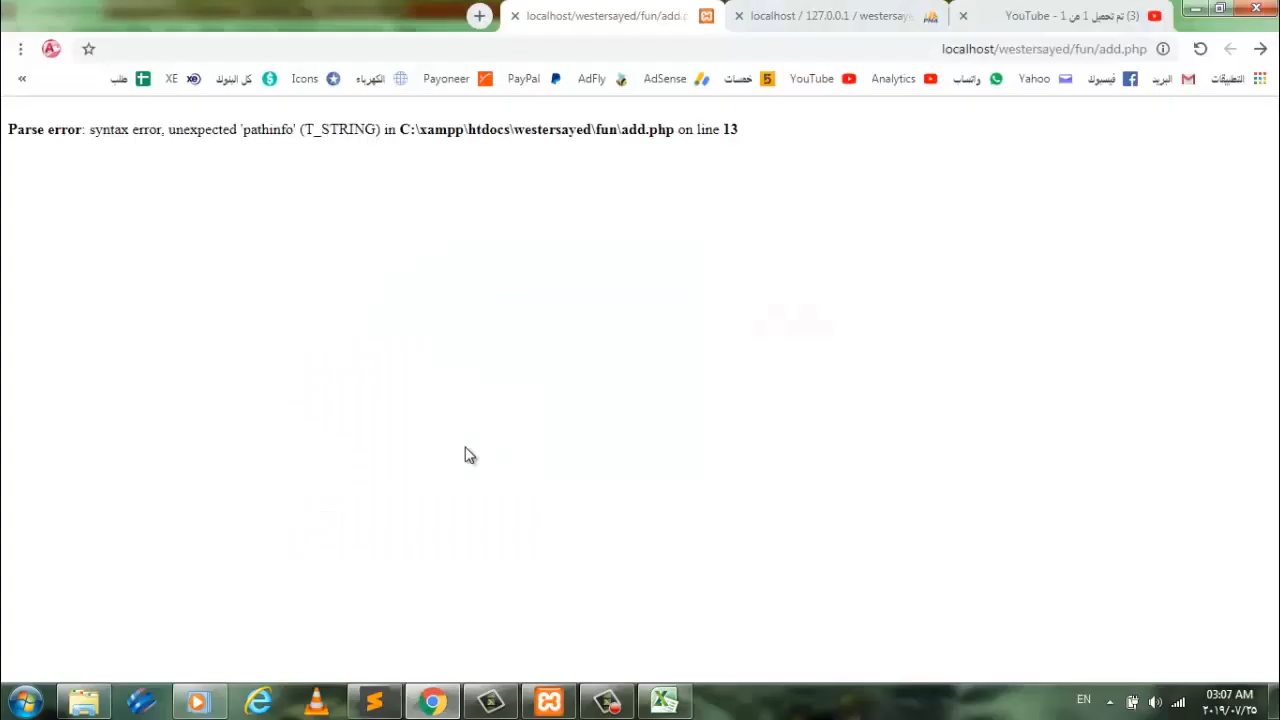 localhost/westersayed/fun/add.p
localhost / 127.0.0.1 / westersaye
(3) تم تحميل 1 من 1 - YouTube
localhost/westersayed/fun/add.php
«
طلب
XE
كل البنوك
Icons
الكهرباء
Payoneer
PayPal
AdFly
AdSense
خمسات
YouTube
Analytics
واتساب
Yahoo
فيسبوك
البريد
التطبيقات
Parse error: syntax error, unexpected 'pathinfo' (T_STRING) in C:\xampp\htdocs\westersayed\fun\add.php on line 13
EN
03:07 AM
٢٠١٩/٠٧/٢٥